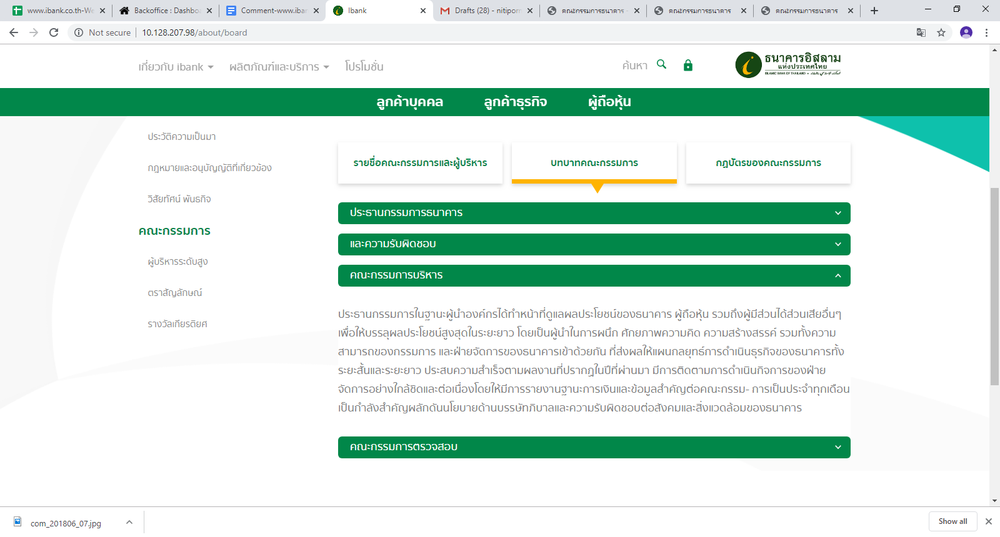 www.ibank.co.th-We
Backoffice : Dashboa
Comment-www.iban
Ibank
Drafts (28) - nitiporn
คณะกรรมการธนาคาร -
คณะกรรมการธนาคาร
คณะกรรมการธนาคาร
Not secure
10.128.207.98/about/board
เกี่ยวกับ ibank
ผลิตภัณฑ์และบริการ
โปรโมชั่น
ค้นหา
ธนาคารอิสลาม
แห่งประเทศไทย
ISLAMIC BANK OF THAILAND
ลูกค้าบุคคล
ลูกค้าธุรกิจ
ผู้ถือหุ้น
ประวัติความเป็นมา
กฎหมายและอนุบัญญัติที่เกี่ยวข้อง
วิสัยทัศน์ พันธกิจ
คณะกรรมการ
ผู้บริหารระดับสูง
ตราสัญลักษณ์
รางวัลเกียรติยศ
รายชื่อคณะกรรมการและผู้บริหาร
บทบาทคณะกรรมการ
กฎบัตรของคณะกรรมการ
ประธานกรรมการธนาคาร
และความรับผิดชอบ
คณะกรรมการบริหาร
ประธานกรรมการในฐานะผู้นำองค์กรได้ทำหน้าที่ดูแลผลประโยชน์ของธนาคาร ผู้ถือหุ้น รวมถึงผู้มีส่วนได้ส่วนเสียอื่นๆ
เพื่อให้บรรลุผลประโยชน์สูงสุดในระยะยาว โดยเป็นผู้นำในการผนึก ศักยภาพความคิด ความสร้างสรรค์ รวมทั้งความ
สามารถของกรรมการ และฝ่ายจัดการของธนาคารเข้าด้วยกัน ที่ส่งผลให้แผนกลยุทธ์การดำเนินธุรกิจของธนาคารทั้ง
ระยะสั้นและระยะยาว ประสบความสำเร็จตามผลงานที่ปรากฏในปีที่ผ่านมา มีการติดตามการดำเนินกิจการของฝ่าย
จัดการอย่างใกล้ชิดและต่อเนื่องโดยให้มีการรายงานฐานะการเงินและข้อมูลสำคัญต่อคณะกรรม- การเป็นประจำทุกเดือน
เป็นกำลังสำคัญผลักดันนโยบายด้านบรรษัทภิบาลและความรับผิดชอบต่อสังคมและสิ่งแวดล้อมของธนาคาร
คณะกรรมการตรวจสอบ
com_201806_07.jpg
Show all